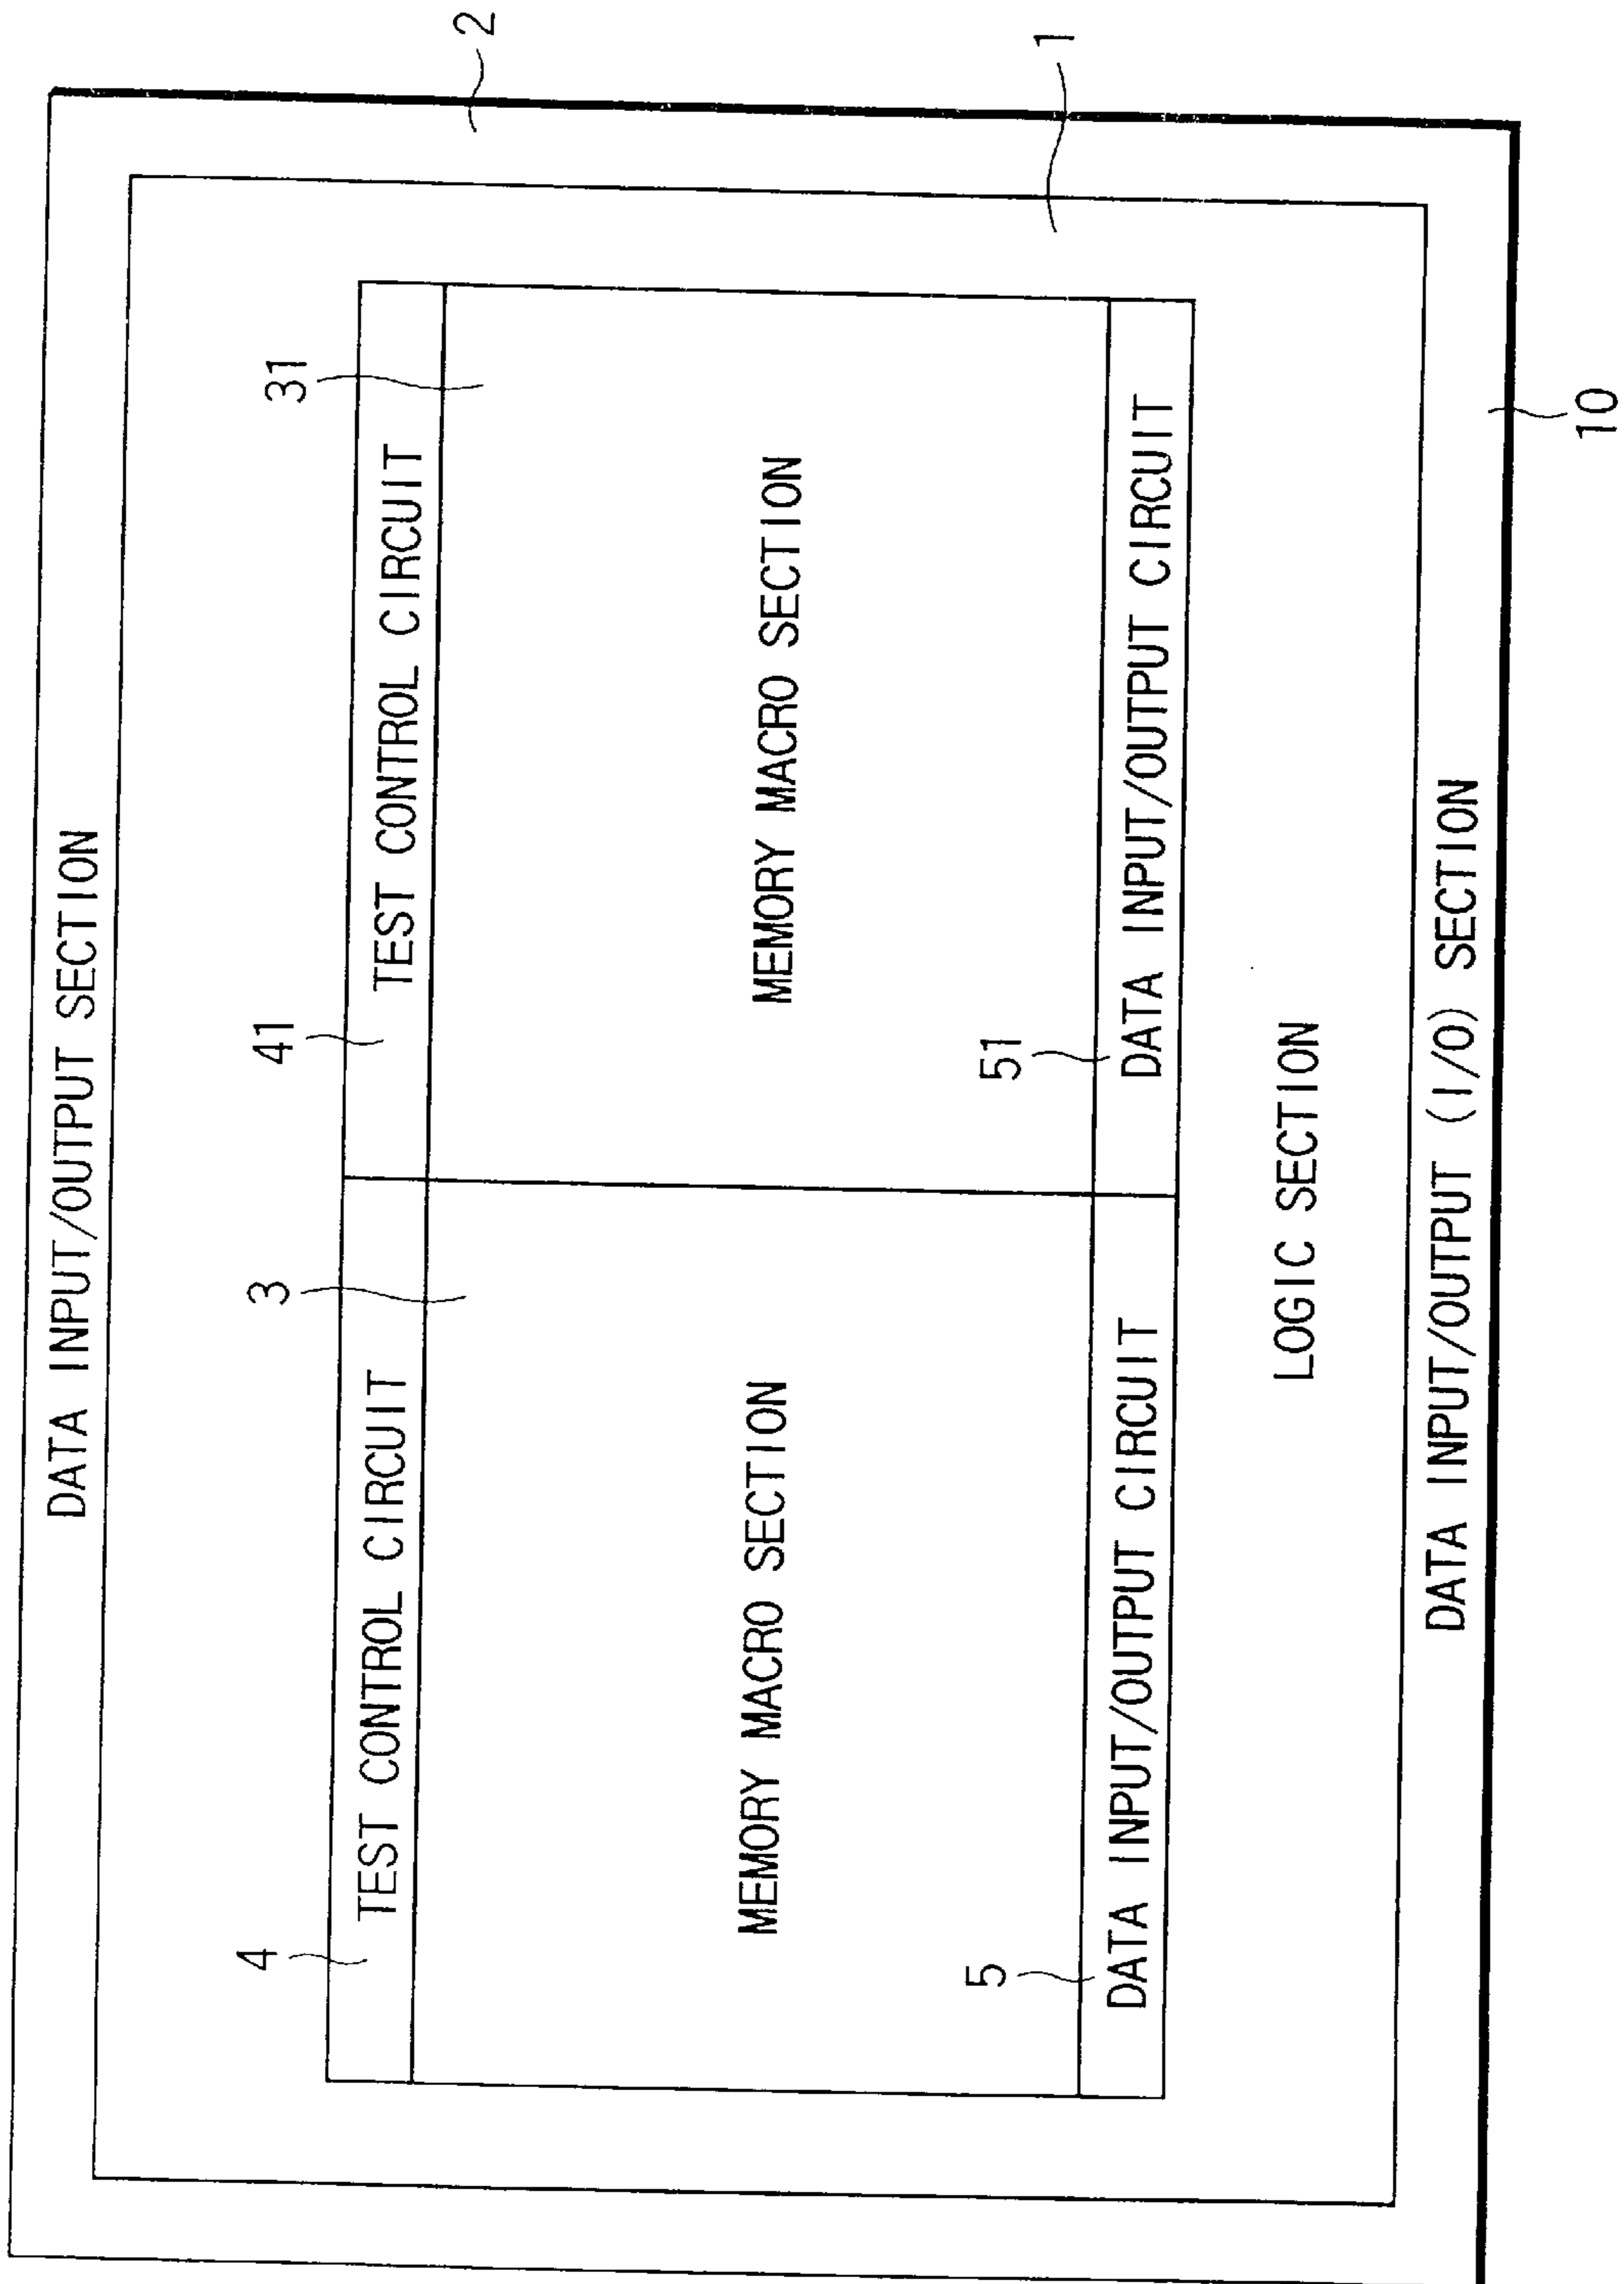 DATA INPUT/OUTPUT SECTION
2
41
TEST CONTROL CIRCUIT
31
4
TEST CONTROL CIRCUIT
3
MEMORY MACRO SECTION
MEMORY MACRO SECTION
1
5
DATA INPUT/OUTPUT CIRCUIT
51
DATA INPUT/OUTPUT CIRCUIT
LOGIC SECTION
DATA INPUT/OUTPUT (I/O) SECTION
10